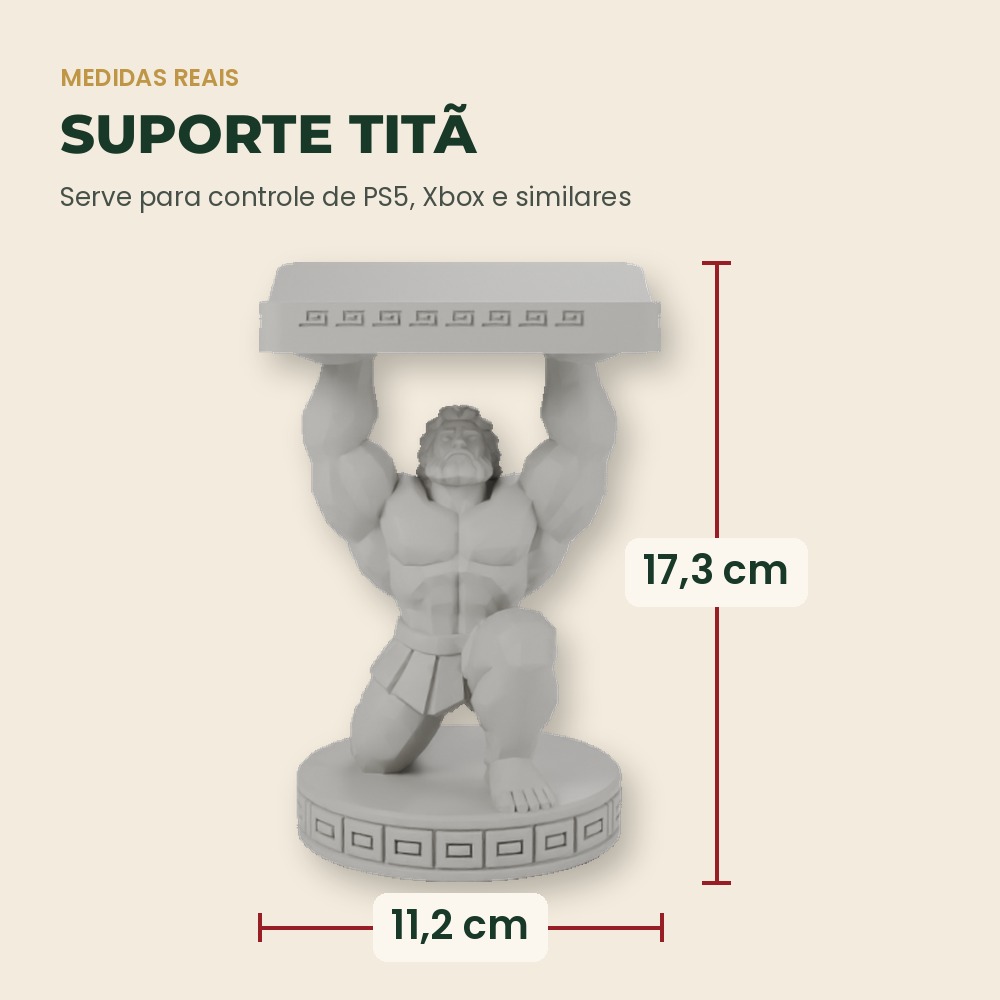 MEDIDAS REAIS
SUPORTE TITÃ
Serve para controle de PS5, Xbox e similares
17,3 cm
11,2 cm